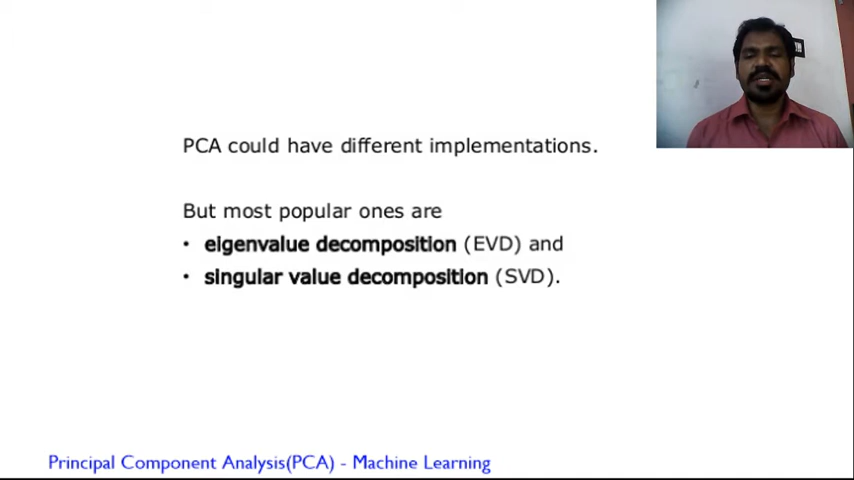 PCA could have different implementations.
But most popular ones are
• eigenvalue decomposition (EVD) and
• singular value decomposition (SVD).
Principal Component Analysis(PCA) - Machine Learning